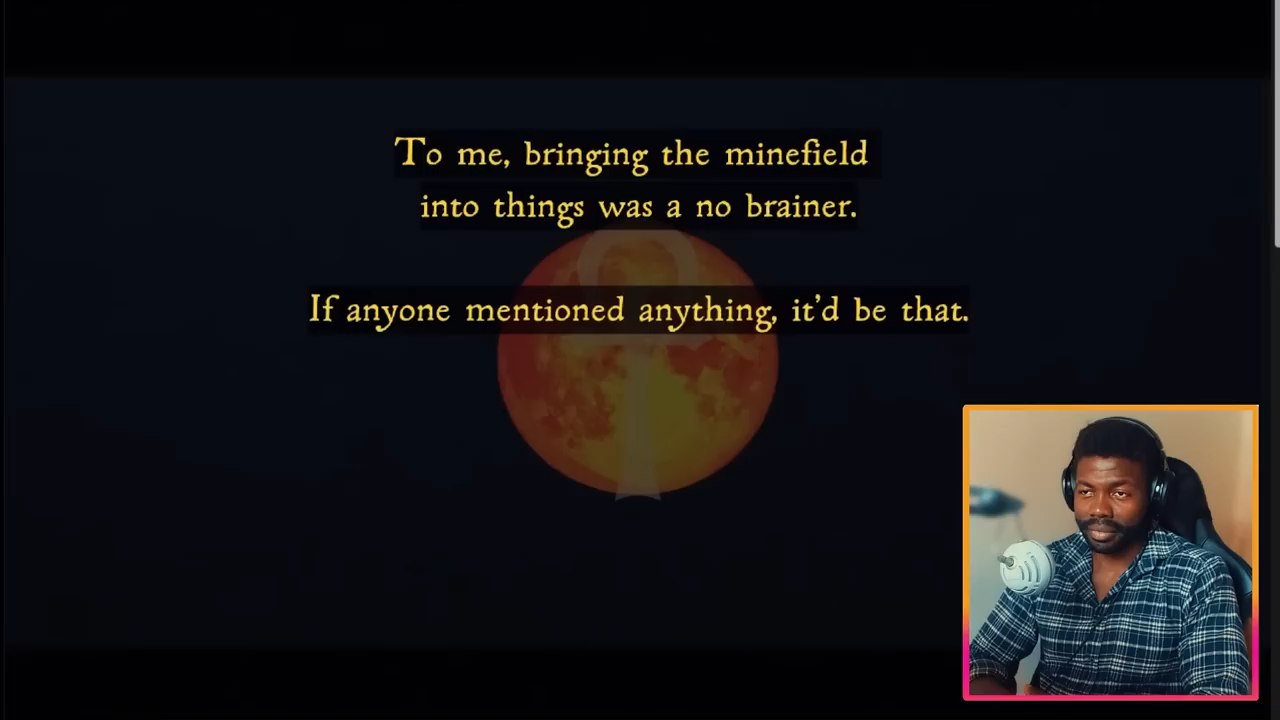 To me, bringing the minefield
into things was a no brainer.
If anyone mentioned anything, it'd be that.